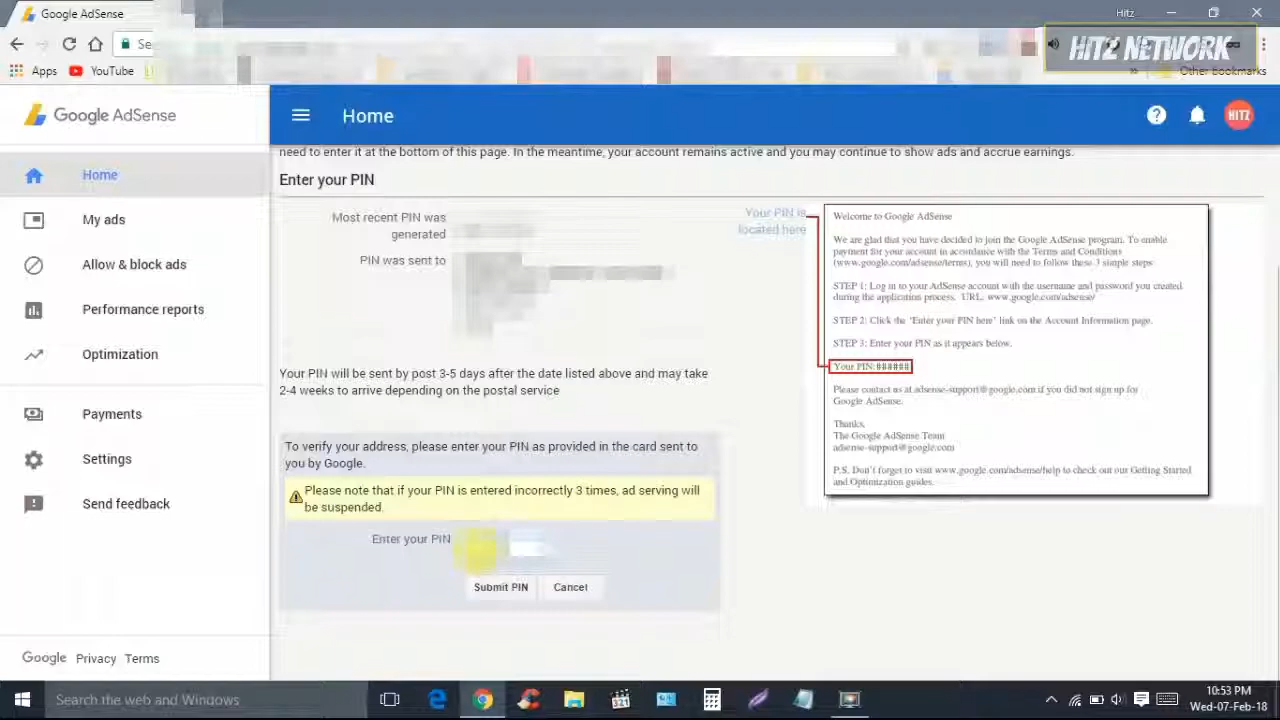 Google AdSense
Hitz
Se
HITZ NETWORK
Apps
YouTube
Other bookmarks
Google AdSense
Home
HITZ
Home
My ads
Allow & block ads
Performance reports
Optimization
Payments
Settings
Send feedback
Google Privacy Terms
need to enter it at the bottom of this page. In the meantime, your account remains active and you may continue to show ads and accrue earnings.
Enter your PIN
Most recent PIN was
generated
PIN was sent to
Your PIN will be sent by post 3-5 days after the date listed above and may take
2-4 weeks to arrive depending on the postal service
To verify your address, please enter your PIN as provided in the card sent to
you by Google.
Please note that if your PIN is entered incorrectly 3 times, ad serving will
be suspended.
Enter your PIN
Submit PIN Cancel
Your PIN is
located here
Welcome to Google AdSense
We are glad that you have decided to join the Google AdSense program. To enable
payment for your account in accordance with the Terms and Conditions
(www.google.com/adsense/terms), you will need to follow these 3 simple steps
STEP 1: Log in to your AdSense account with the username and password you created
during the application process. URL: www.google.com/adsense/
STEP 2: Click the 'Enter your PIN here' link on the Account Information page.
STEP 3: Enter your PIN as it appears below.
Your PIN:######
Please contact us at adsense-support@google.com if you did not sign up for
Google AdSense.
Thanks,
The Google AdSense Team
adsense-support@google.com
P.S. Don't forget to visit www.google.com/adsense/help to check out our Getting Started
and Optimization guides.
Search the web and Windows
321
10:53 PM
Wed-07-Feb-18